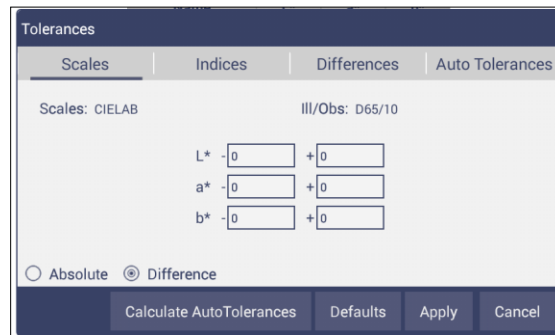 Tolerances
Scales Indices Differences Auto Tolerances
Scales: CIELAB Ill/Obs: D65/10
L* - 0 + 0
a* - 0 + 0
b* - 0 + 0
Absolute Difference
Calculate AutoTolerances Defaults Apply Cancel